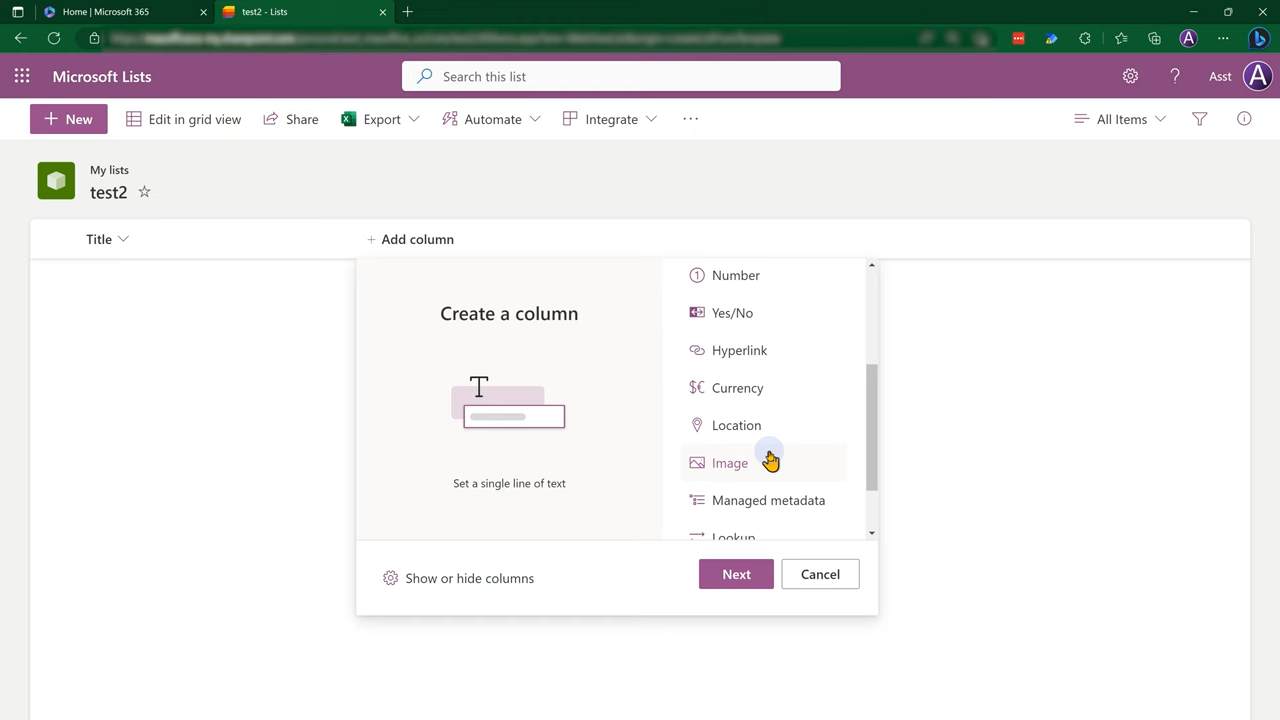 Home | Microsoft 365
test2 - Lists
A
Microsoft Lists
Search this list
?
Asst
A
+ New
Edit in grid view
Share
Export
Automate
Integrate
...
All Items
My lists
test2
Title
+ Add column
Create a column
T
Set a single line of text
1 Number
Yes/No
Hyperlink
$€ Currency
Location
Image
Managed metadata
Lookup
Show or hide columns
Next
Cancel